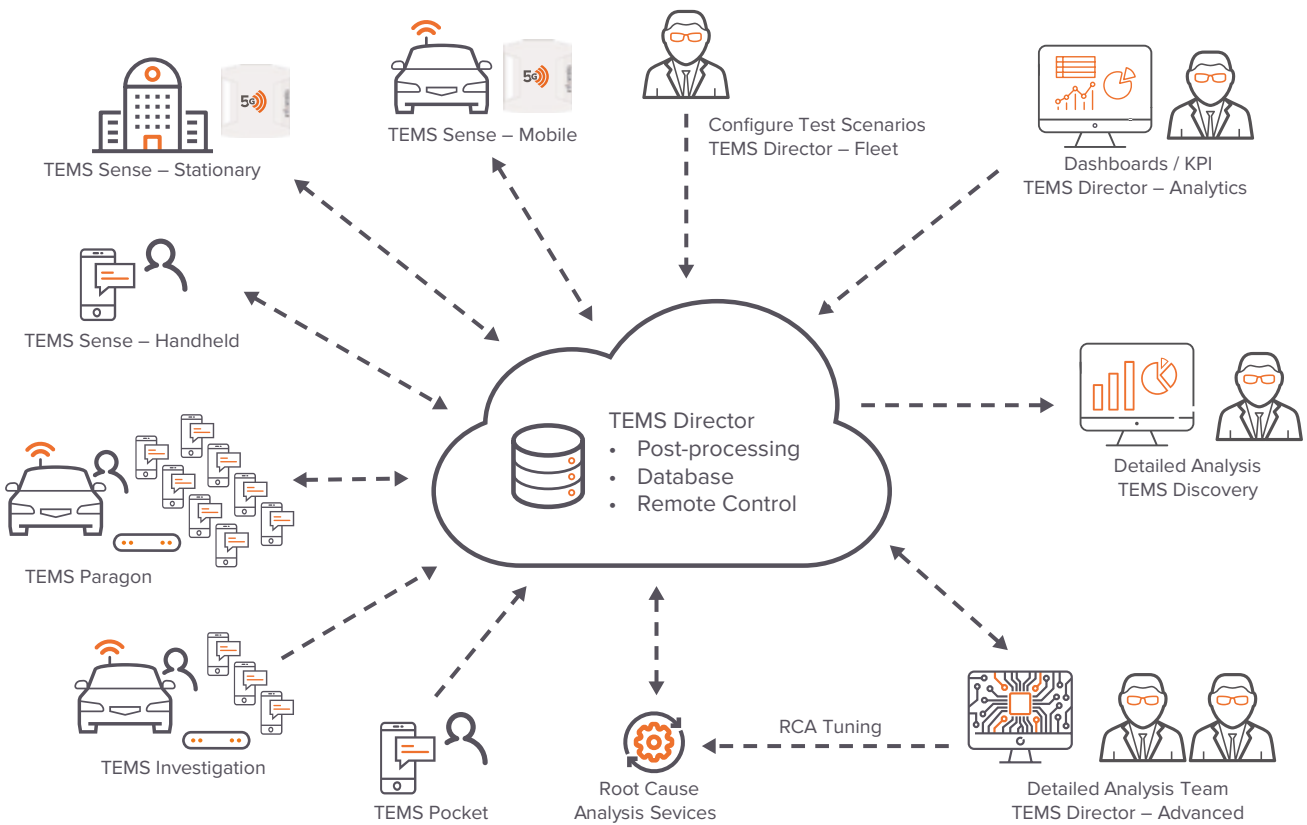 5G
5G
TEMS Sense – Stationary
TEMS Sense – Mobile
Configure Test Scenarios
TEMS Director – Fleet
Dashboards / KPI
TEMS Director – Analytics
TEMS Sense – Handheld
TEMS Director
• Post-processing
• Database
• Remote Control
Detailed Analysis
TEMS Discovery
TEMS Paragon
TEMS Investigation
TEMS Pocket
Root Cause
Analysis Sevices
RCA Tuning
Detailed Analysis Team
TEMS Director – Advanced